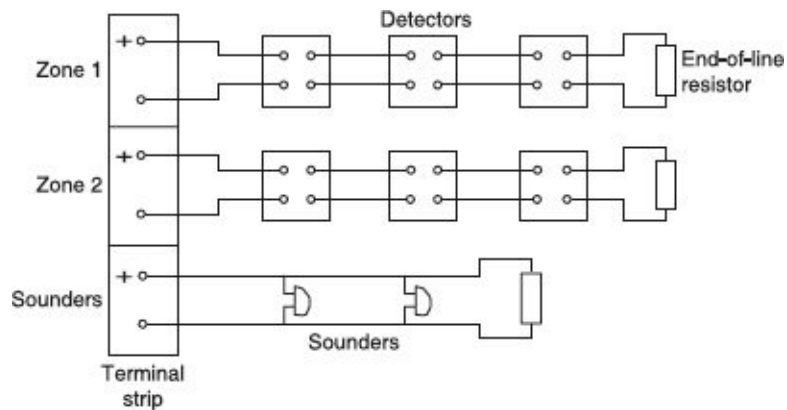 Detectors
Zone 1
+
End-of-line
resistor
Zone 2
+
Sounders
+
Sounders
Terminal
strip